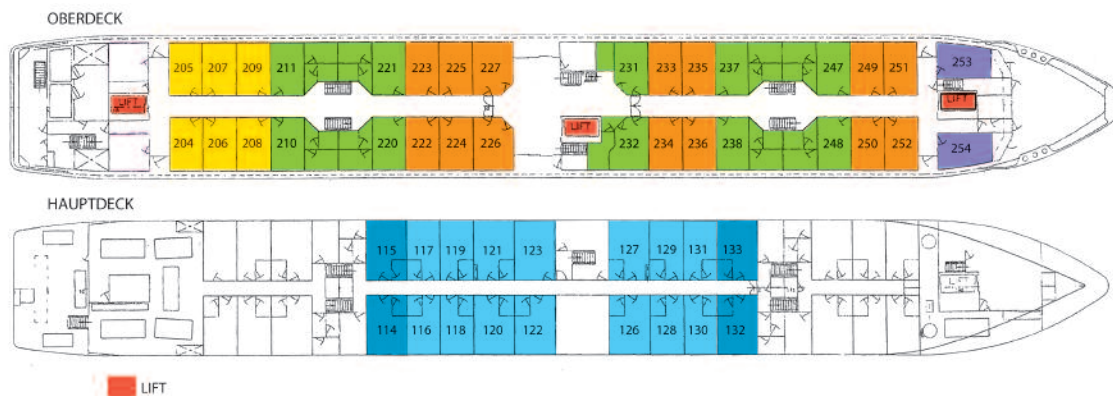 OBERDECK
205 207 209 211 221 223 225 227 231 233 235 237 247 249 251 253
LIFT LIFT
LIFT
204 206 208 210 220 222 224 226 232 234 236 238 248 250 252 254
HAUPTDECK
115 117 119 121 123 127 129 131 133
114 116 118 120 122 126 128 130 132
LIFT